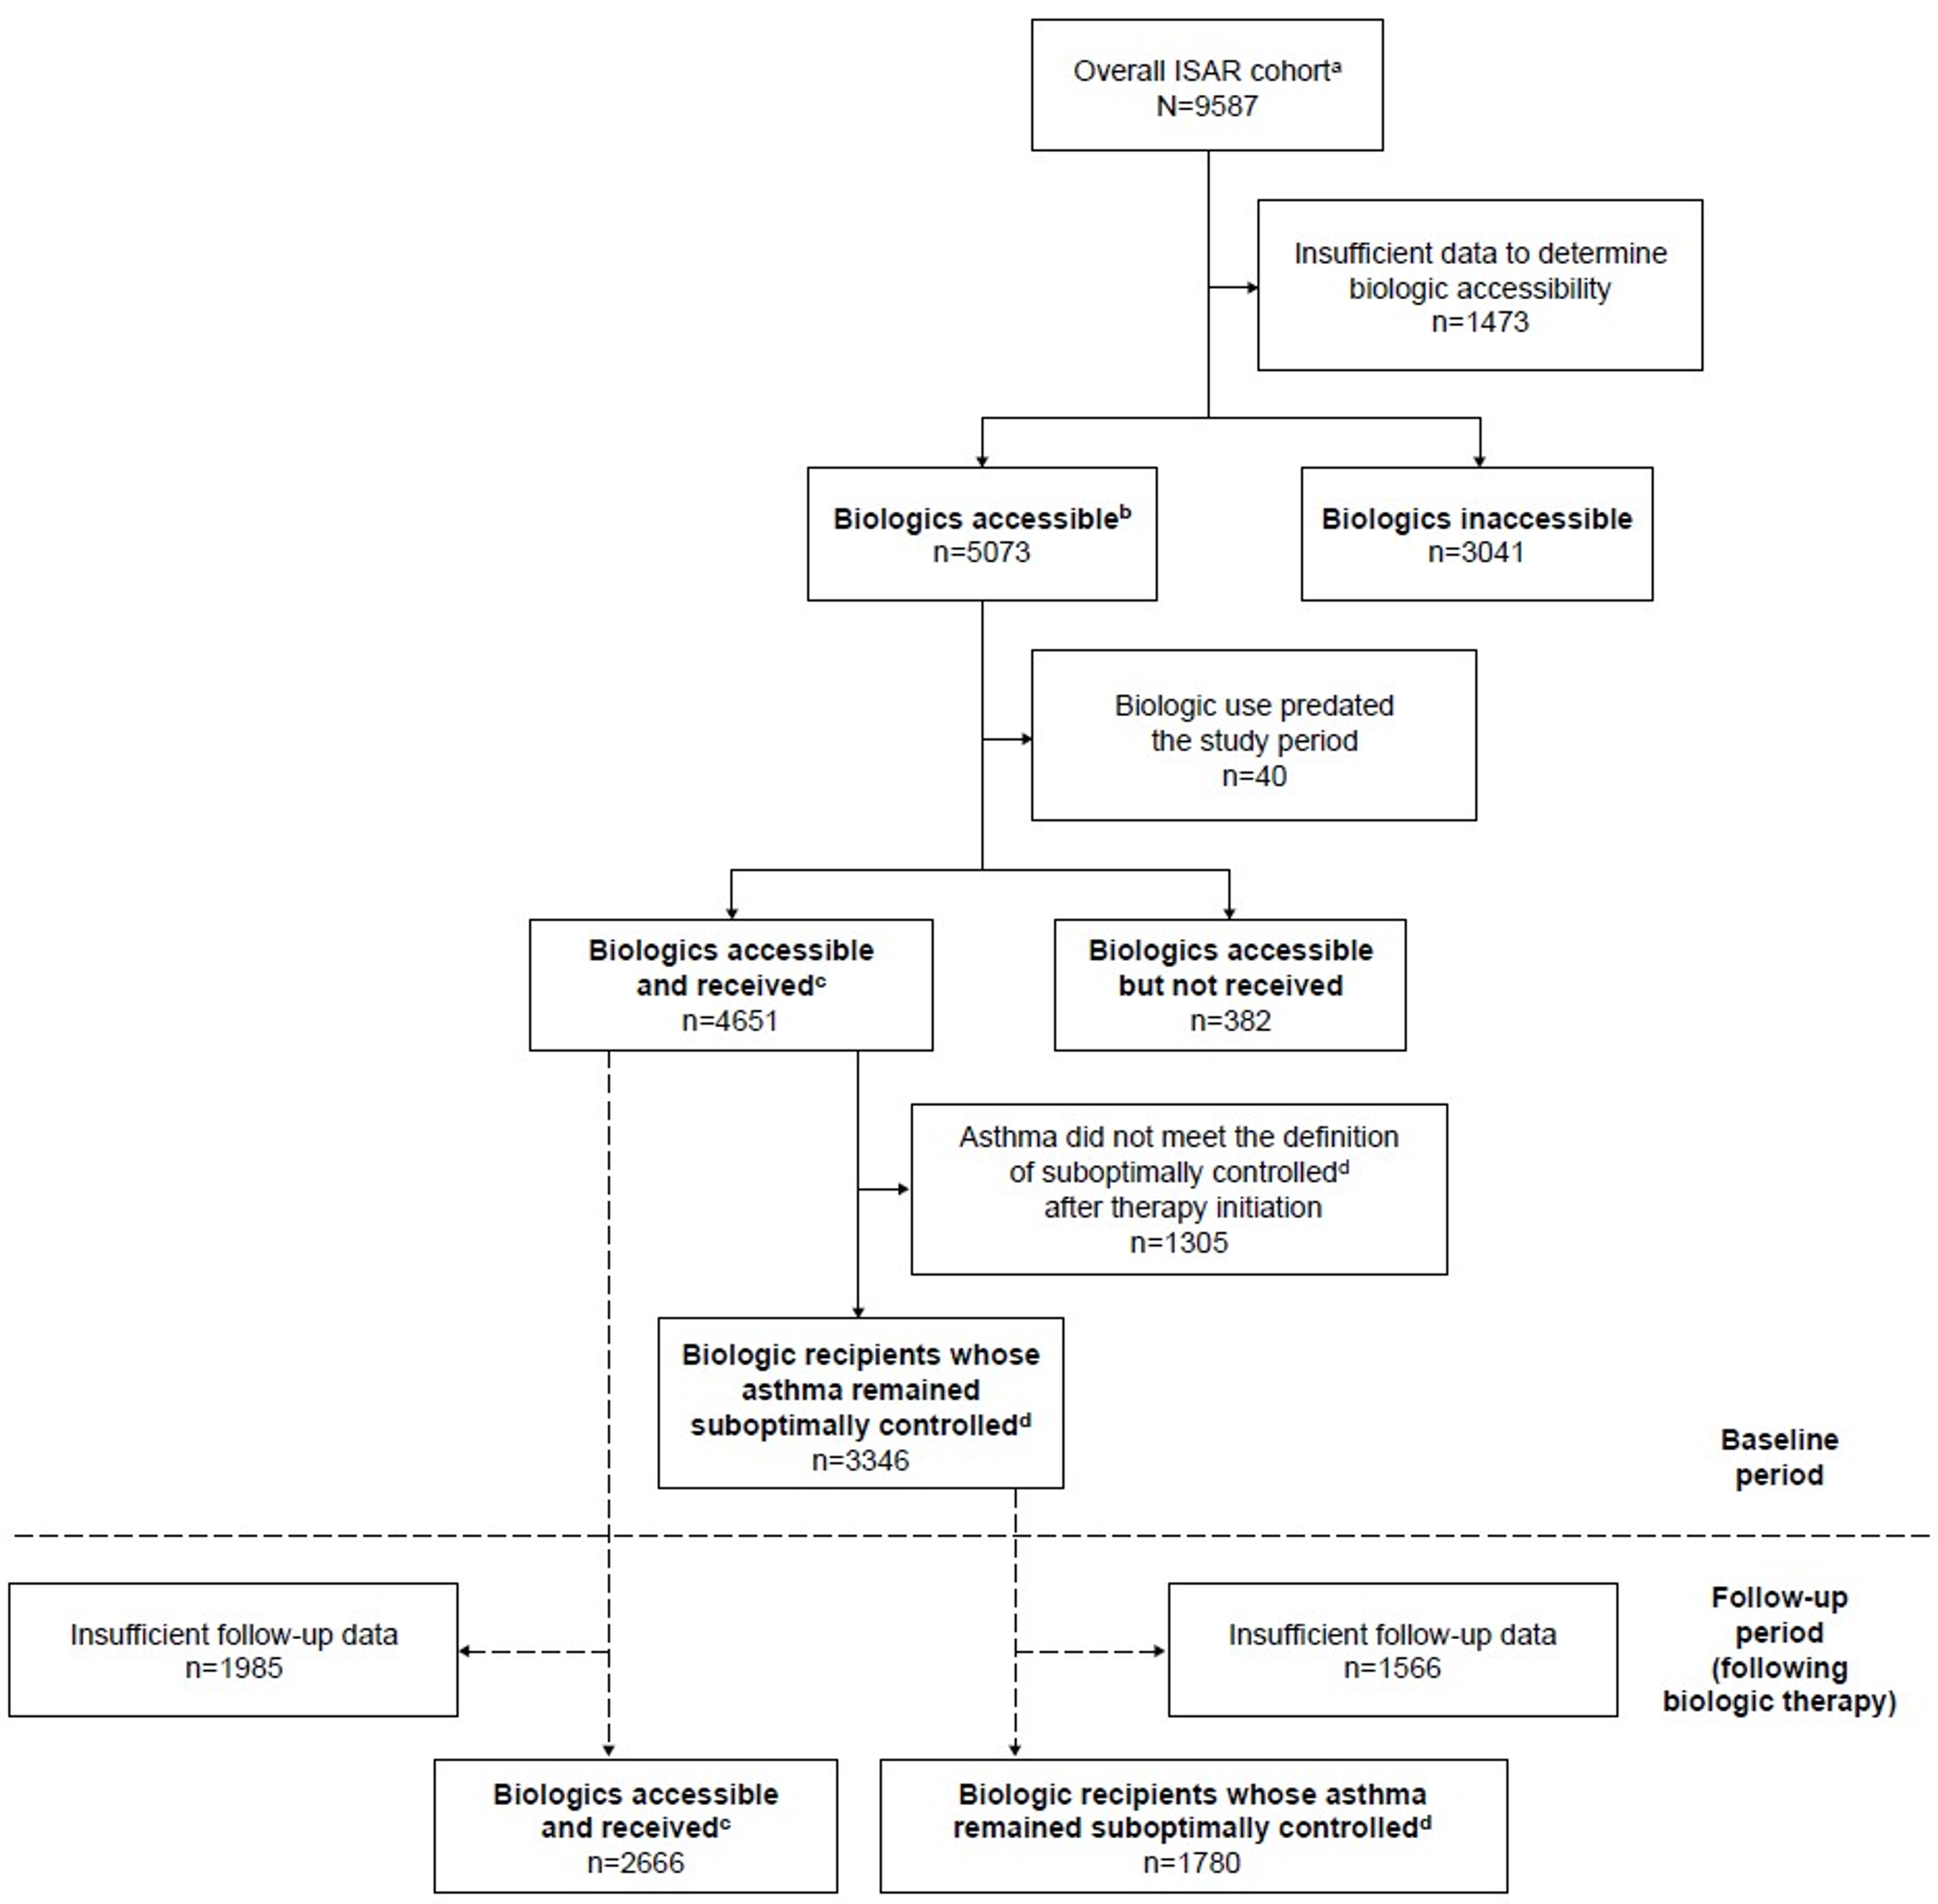 Overall ISAR cohortᵃ
N=9587
Insufficient data to determine
biologic accessibility
n=1473
Biologics accessibleᵇ
n=5073
Biologics inaccessible
n=3041
Biologic use predated
the study period
n=40
Biologics accessible
and receivedᶜ
n=4651
Biologics accessible
but not received
n=382
Asthma did not meet the definition
of suboptimally controlledᵈ
after therapy initiation
n=1305
Biologic recipients whose
asthma remained
suboptimally controlledᵈ
n=3346
Baseline
period
Insufficient follow-up data
n=1985
Insufficient follow-up data
n=1566
Follow-up
period
(following
biologic therapy)
Biologics accessible
and receivedᶜ
n=2666
Biologic recipients whose asthma
remained suboptimally controlledᵈ
n=1780